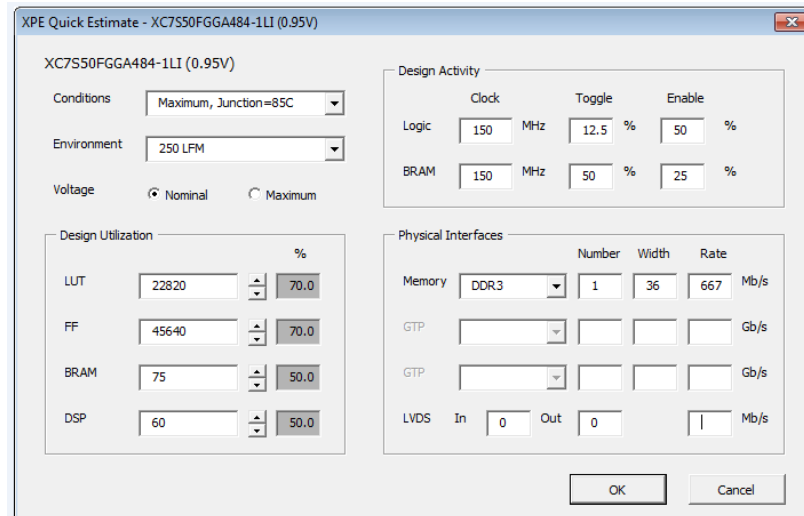 XPE Quick Estimate - XC7S50FGGA484-1LI (0.95V)
XC7S50FGGA484-1LI (0.95V)
Conditions Maximum, Junction=85C
Environment 250 LFM
Voltage Nominal Maximum
Design Activity
Clock Toggle Enable
Logic 150 MHz 12.5 % 50 %
BRAM 150 MHz 50 % 25 %
Design Utilization
%
LUT 22820 70.0
FF 45640 70.0
BRAM 75 50.0
DSP 60 50.0
Physical Interfaces
Number Width Rate
Memory DDR3 1 36 667 Mb/s
GTP Gb/s
GTP Gb/s
LVDS In 0 Out 0 Mb/s
OK Cancel